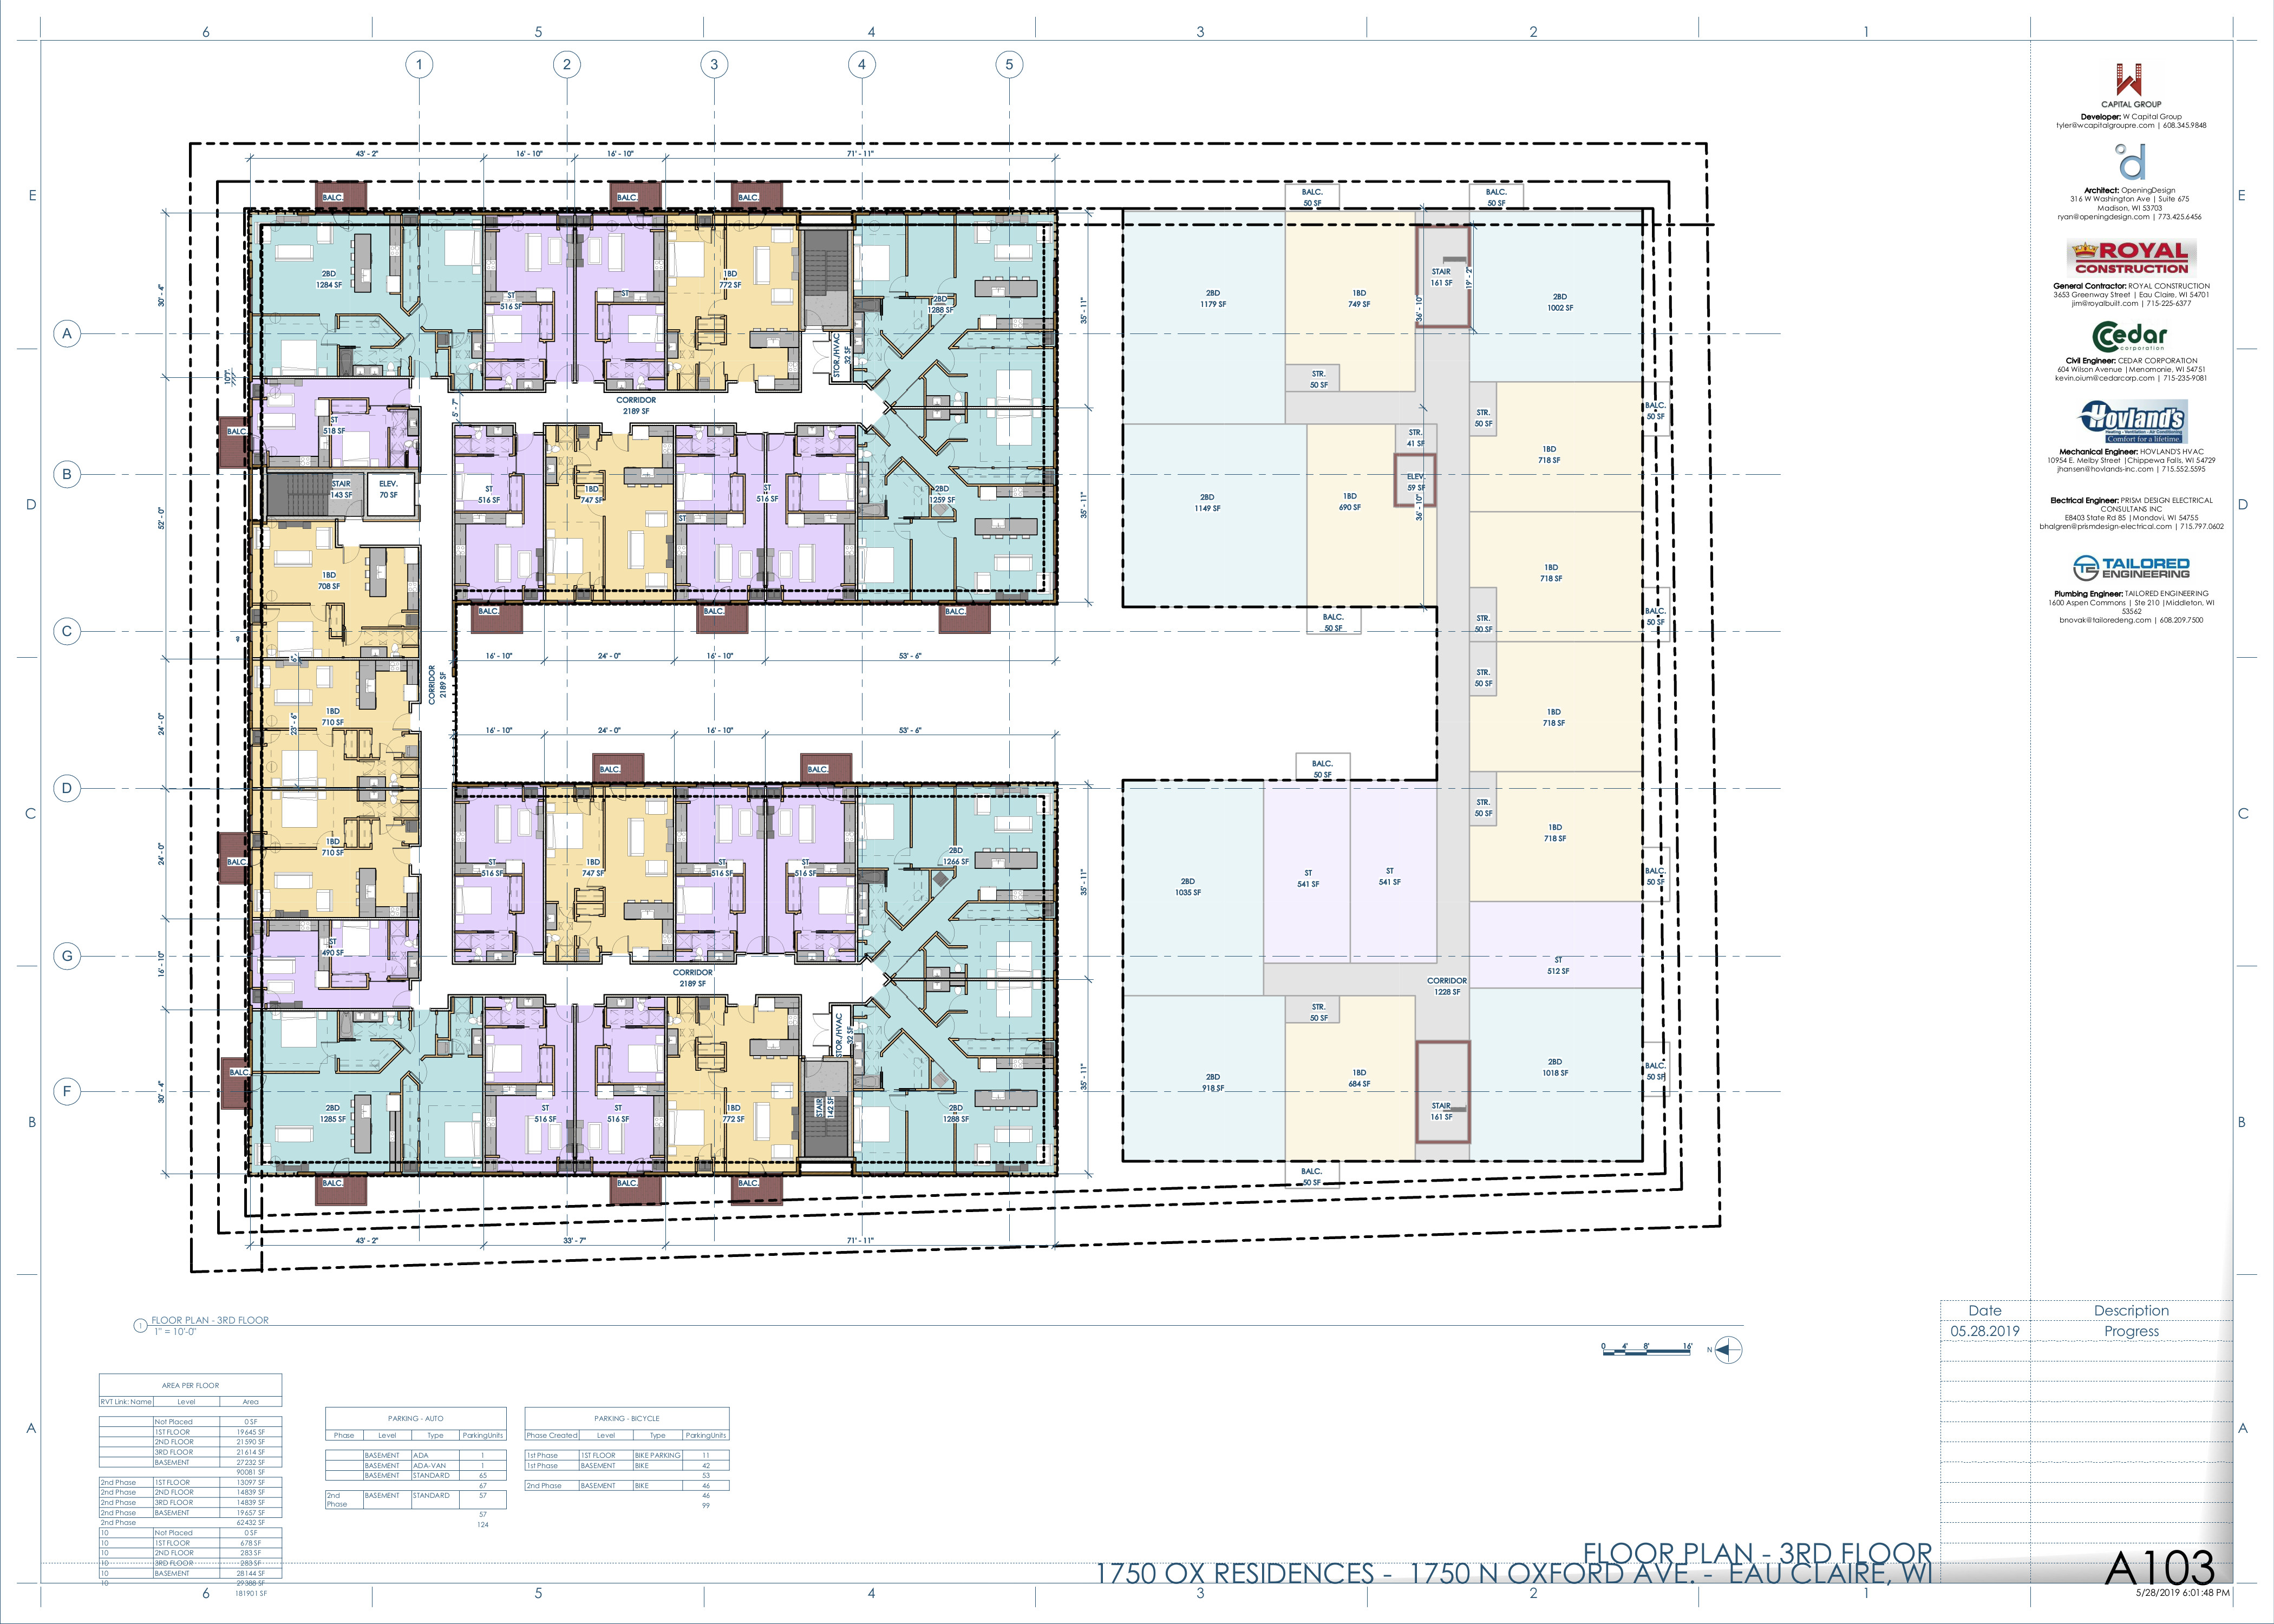 6 5 4 3 2 1
1 2 3 4 5
E
E
D
D
C
C
B
B
A
A
A
B
C
D
G
F
43' - 2" 16' - 10" 16' - 10" 71' - 11"
BALC. BALC. BALC.
BALC.
50 SF
BALC.
50 SF
30' - 4"
52' - 0"
24' - 0"
24' - 0"
16' - 10"
30' - 4"
2BD
1284 SF
ST
516 SF
ST
1BD
772 SF
2BD
1288 SF
STOR./HVAC
32 SF
35' - 11"
CORRIDOR
2189 SF
5' - 7"
BALC.
ST
518 SF
STAIR
143 SF
ELEV.
70 SF
ST
516 SF
1BD
747 SF
ST
ST
516 SF
2BD
1259 SF
35' - 11"
1BD
708 SF
BALC. BALC. BALC.
16' - 10" 24' - 0" 16' - 10" 53' - 6"
CORRIDOR
2189 SF
1BD
710 SF
23' - 6"
16' - 10" 24' - 0" 16' - 10" 53' - 6"
BALC. BALC.
1BD
710 SF
BALC.
ST
516 SF
1BD
747 SF
ST
516 SF
ST
516 SF
2BD
1266 SF
35' - 11"
ST
490 SF
CORRIDOR
2189 SF
STOR./HVAC
32 SF
BALC.
2BD
1285 SF
ST
516 SF
ST
516 SF
1BD
772 SF
STAIR
142 SF
2BD
1288 SF
35' - 11"
BALC. BALC. BALC.
43' - 2" 33' - 7" 71' - 11"
2BD
1179 SF
1BD
749 SF
STAIR
161 SF
19' - 2"
36' - 10"
2BD
1002 SF
STR.
50 SF
STR.
50 SF
BALC.
50 SF
STR.
41 SF
ELEV.
59 SF
36' - 10"
2BD
1149 SF
1BD
690 SF
1BD
718 SF
1BD
718 SF
BALC.
50 SF
STR.
50 SF
BALC.
50 SF
STR.
50 SF
1BD
718 SF
BALC.
50 SF
STR.
50 SF
1BD
718 SF
BALC.
50 SF
2BD
1035 SF
ST
541 SF
ST
541 SF
ST
512 SF
CORRIDOR
1228 SF
STR.
50 SF
2BD
918 SF
1BD
684 SF
STAIR
161 SF
2BD
1018 SF
BALC.
50 SF
BALC.
50 SF
W
CAPITAL GROUP
Developer: W Capital Group
tyler@wcapitalgroupre.com | 608.345.9848
Architect: OpeningDesign
316 W Washington Ave | Suite 675
Madison, WI 53703
ryan@openingdesign.com | 773.425.6456
ROYAL
CONSTRUCTION
General Contractor: ROYAL CONSTRUCTION
3653 Greenway Street | Eau Claire, WI 54701
jim@royalbuilt.com | 715-225-6377
Cedar
corporation
Civil Engineer: CEDAR CORPORATION
604 Wilson Avenue |Menomonie, WI 54751
kevin.oium@cedarcorp.com | 715-235-9081
Hovland's
Heating - Ventilation - Air Conditioning
Comfort for a lifetime
Mechanical Engineer: HOVLAND'S HVAC
10954 E. Melby Street |Chippewa Falls, WI 54729
jhansen@hovlands-inc.com | 715.552.5595
Electrical Engineer: PRISM DESIGN ELECTRICAL
CONSULTANS INC
E8403 State Rd 85 |Mondovi, WI 54755
bhalgren@prismdesign-electrical.com | 715.797.0602
TE TAILORED
ENGINEERING
Plumbing Engineer: TAILORED ENGINEERING
1600 Aspen Commons | Ste 210 |Middleton, WI
53562
bnovak@tailoredeng.com | 608.209.7500
1 FLOOR PLAN - 3RD FLOOR
1" = 10'-0"
0 4' 8' 16'
N
AREA PER FLOOR
RVT Link: Name Level Area
Not Placed 0 SF
1ST FLOOR 19645 SF
2ND FLOOR 21590 SF
3RD FLOOR 21614 SF
BASEMENT 27232 SF
90081 SF
2nd Phase 1ST FLOOR 13097 SF
2nd Phase 2ND FLOOR 14839 SF
2nd Phase 3RD FLOOR 14839 SF
2nd Phase BASEMENT 19657 SF
2nd Phase 62432 SF
10 Not Placed 0 SF
10 1ST FLOOR 678 SF
10 2ND FLOOR 283 SF
10 3RD FLOOR 283 SF
10 BASEMENT 28144 SF
10 29388 SF
181901 SF
PARKING - AUTO
Phase Level Type ParkingUnits
BASEMENT ADA 1
BASEMENT ADA-VAN 1
BASEMENT STANDARD 65
67
2nd Phase BASEMENT STANDARD 57
57
124
PARKING - BICYCLE
Phase Created Level Type ParkingUnits
1st Phase 1ST FLOOR BIKE PARKING 11
1st Phase BASEMENT BIKE 42
53
2nd Phase BASEMENT BIKE 46
46
99
Date Description
05.28.2019 Progress
FLOOR PLAN - 3RD FLOOR
1750 OX RESIDENCES - 1750 N OXFORD AVE. - EAU CLAIRE, WI
A103
5/28/2019 6:01:48 PM
6 5 4 3 2 1